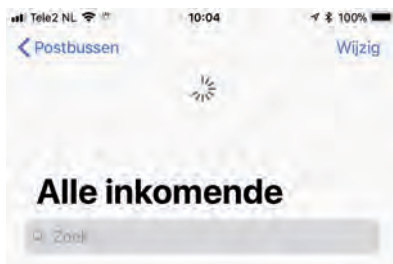 Tele2 NL 10:04 100%
Postbussen Wijzig
Alle inkomende
Zoek